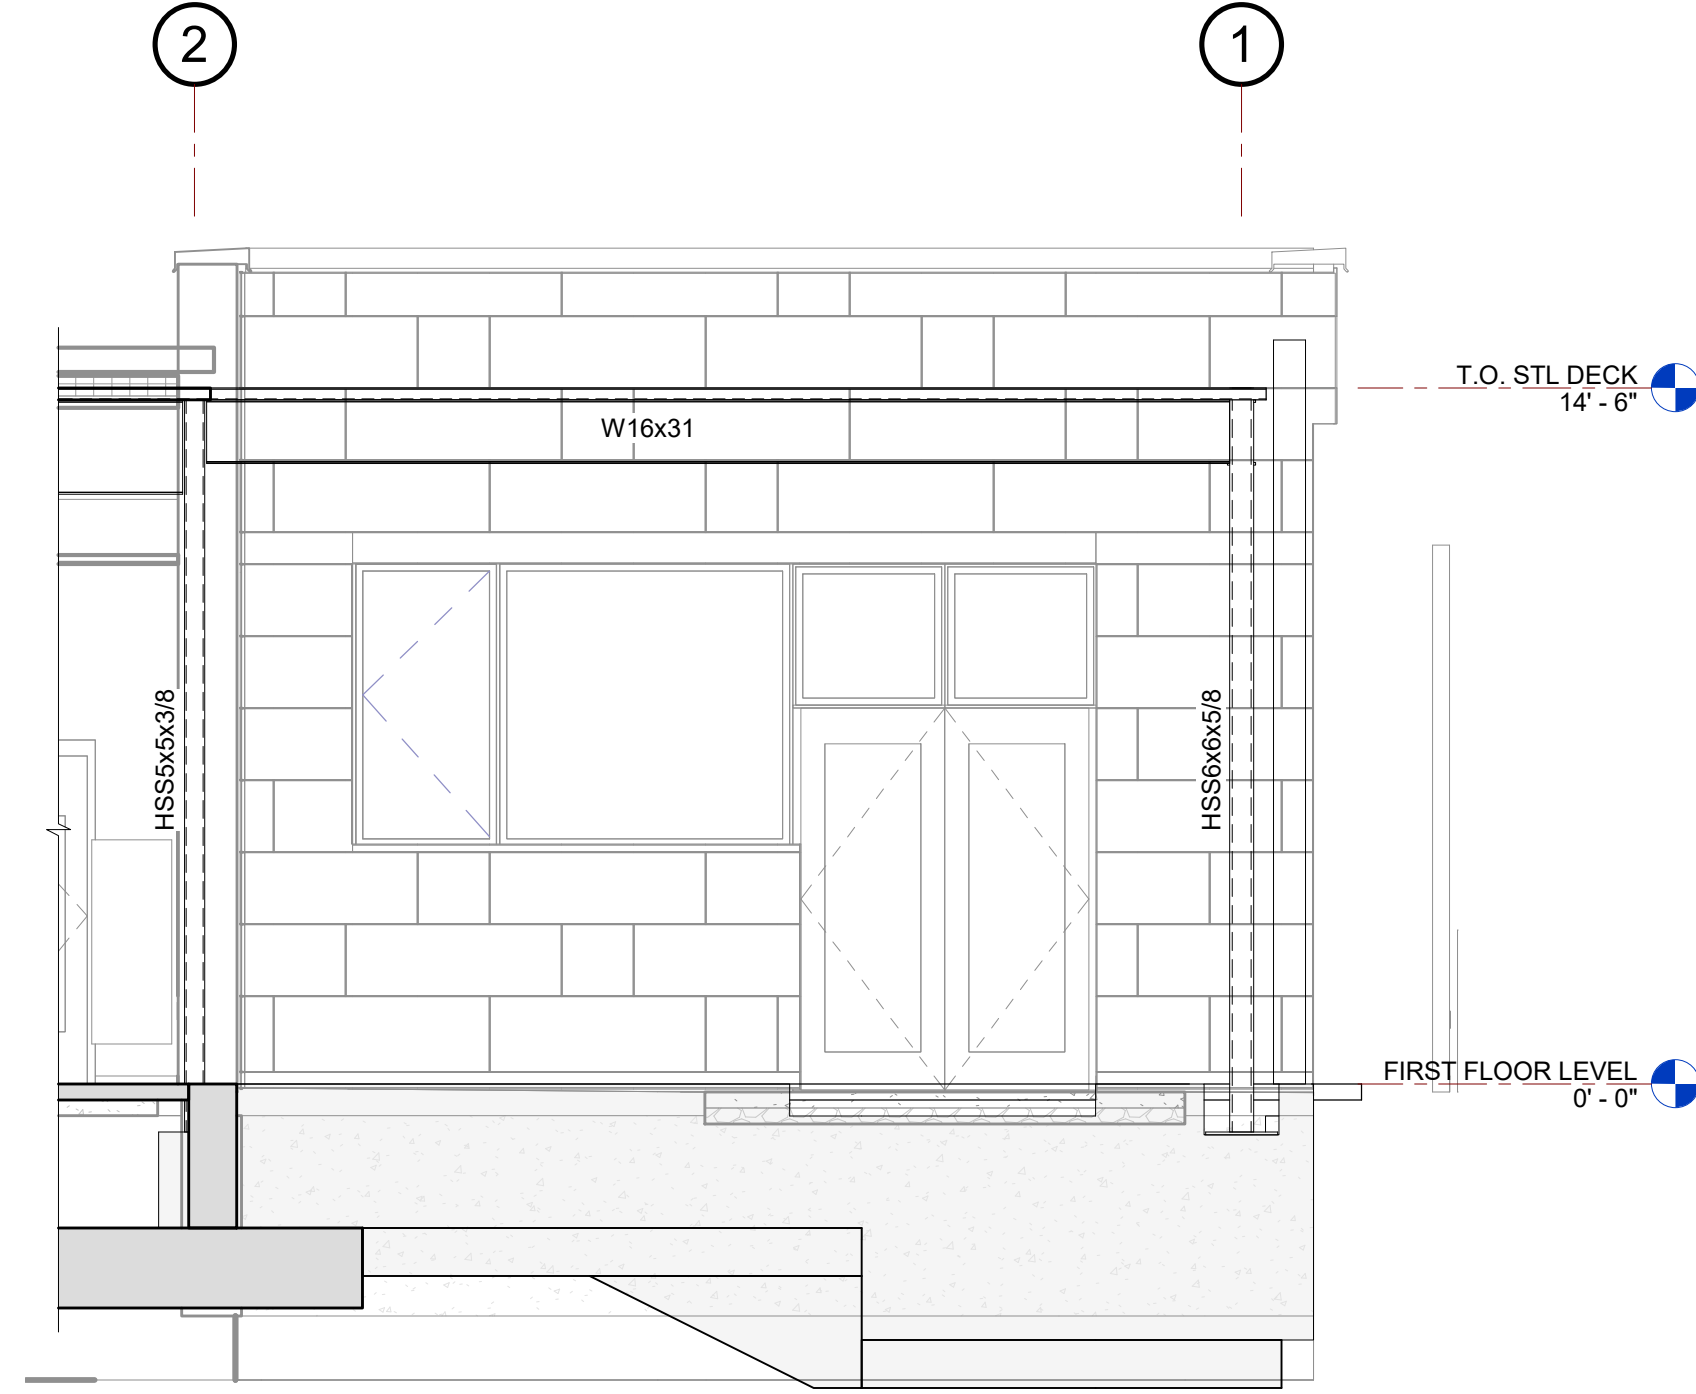 2
1
T.O. STL DECK
14' - 6"
W16x31
HSS5x5x3/8
HSS6x6x5/8
FIRST FLOOR LEVEL
0' - 0"